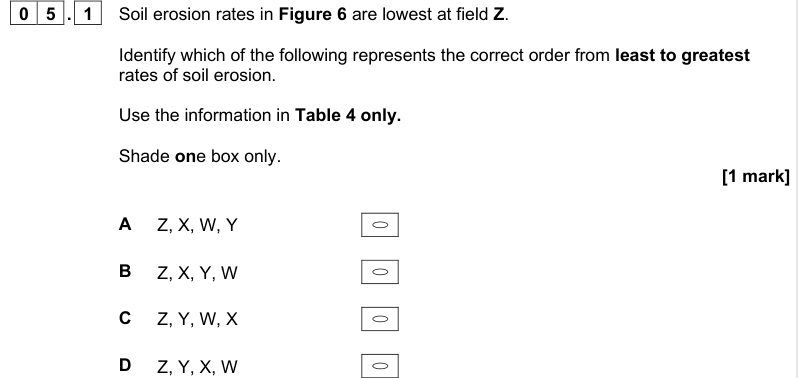 05.1 Soil erosion rates in Figure 6 are lowest at field Z.
Identify which of the following represents the correct order from least to greatest
rates of soil erosion.
Use the information in Table 4 only.
Shade one box only.
[1 mark]
A Z, X, W, Y
B Z, X, Y, W
C Z, Y, W, X
D Z, Y, X, W